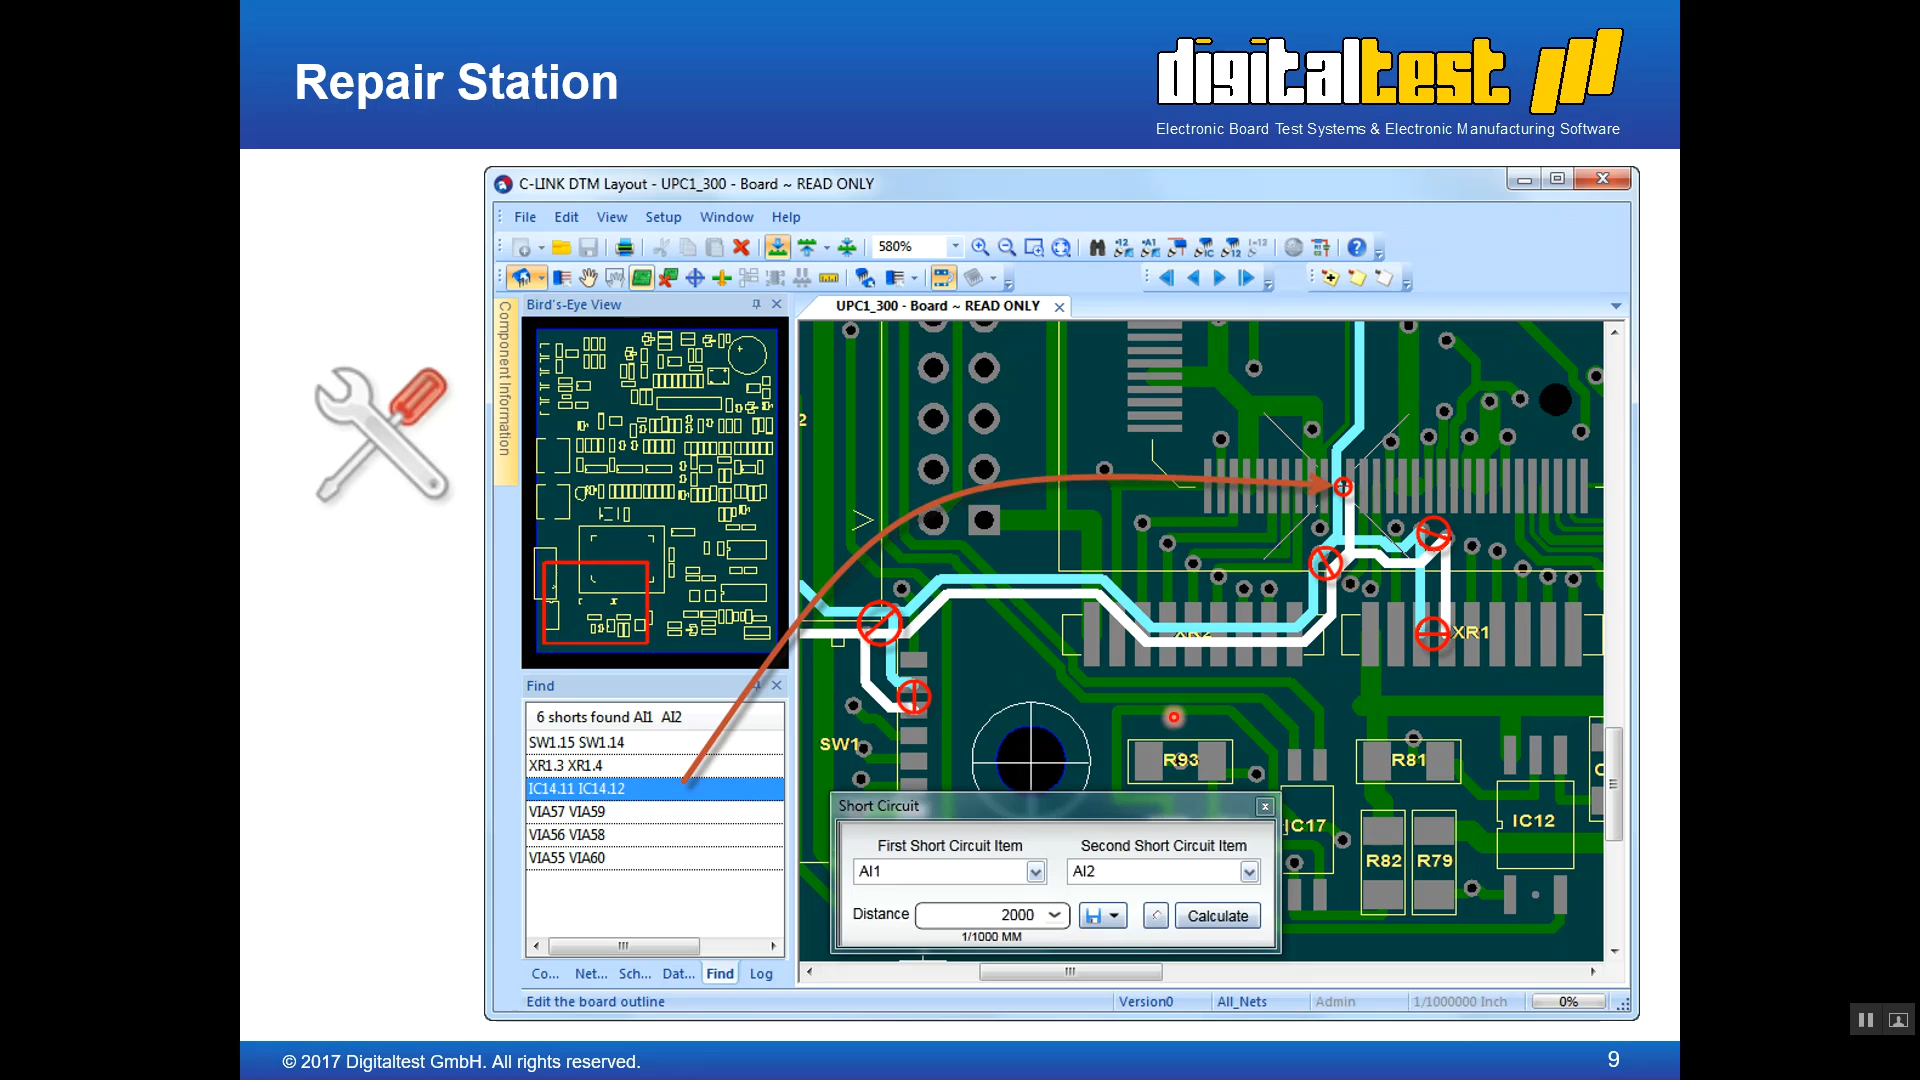 Repair Station
digitaltest
Electronic Board Test Systems & Electronic Manufacturing Software
C-LINK DTM Layout - UPC1_300 - Board ~ READ ONLY
File Edit View Setup Window Help
580%
Component Information
Bird's-Eye View
UPC1_300 - Board ~ READ ONLY
Find
6 shorts found AI1 AI2
SW1.15 SW1.14
XR1.3 XR1.4
IC14.11 IC14.12
VIA57 VIA59
VIA56 VIA58
VIA55 VIA60
Co... Net... Sch... Dat... Find Log
2
XR2
XR1
SW1
R93
R81
IC17
IC12
R82
R79
Short Circuit
First Short Circuit Item Second Short Circuit Item
AI1 AI2
Distance 2000 Calculate
1/1000 MM
Edit the board outline Version0 All_Nets Admin 1/1000000 Inch 0%
© 2017 Digitaltest GmbH. All rights reserved. 9